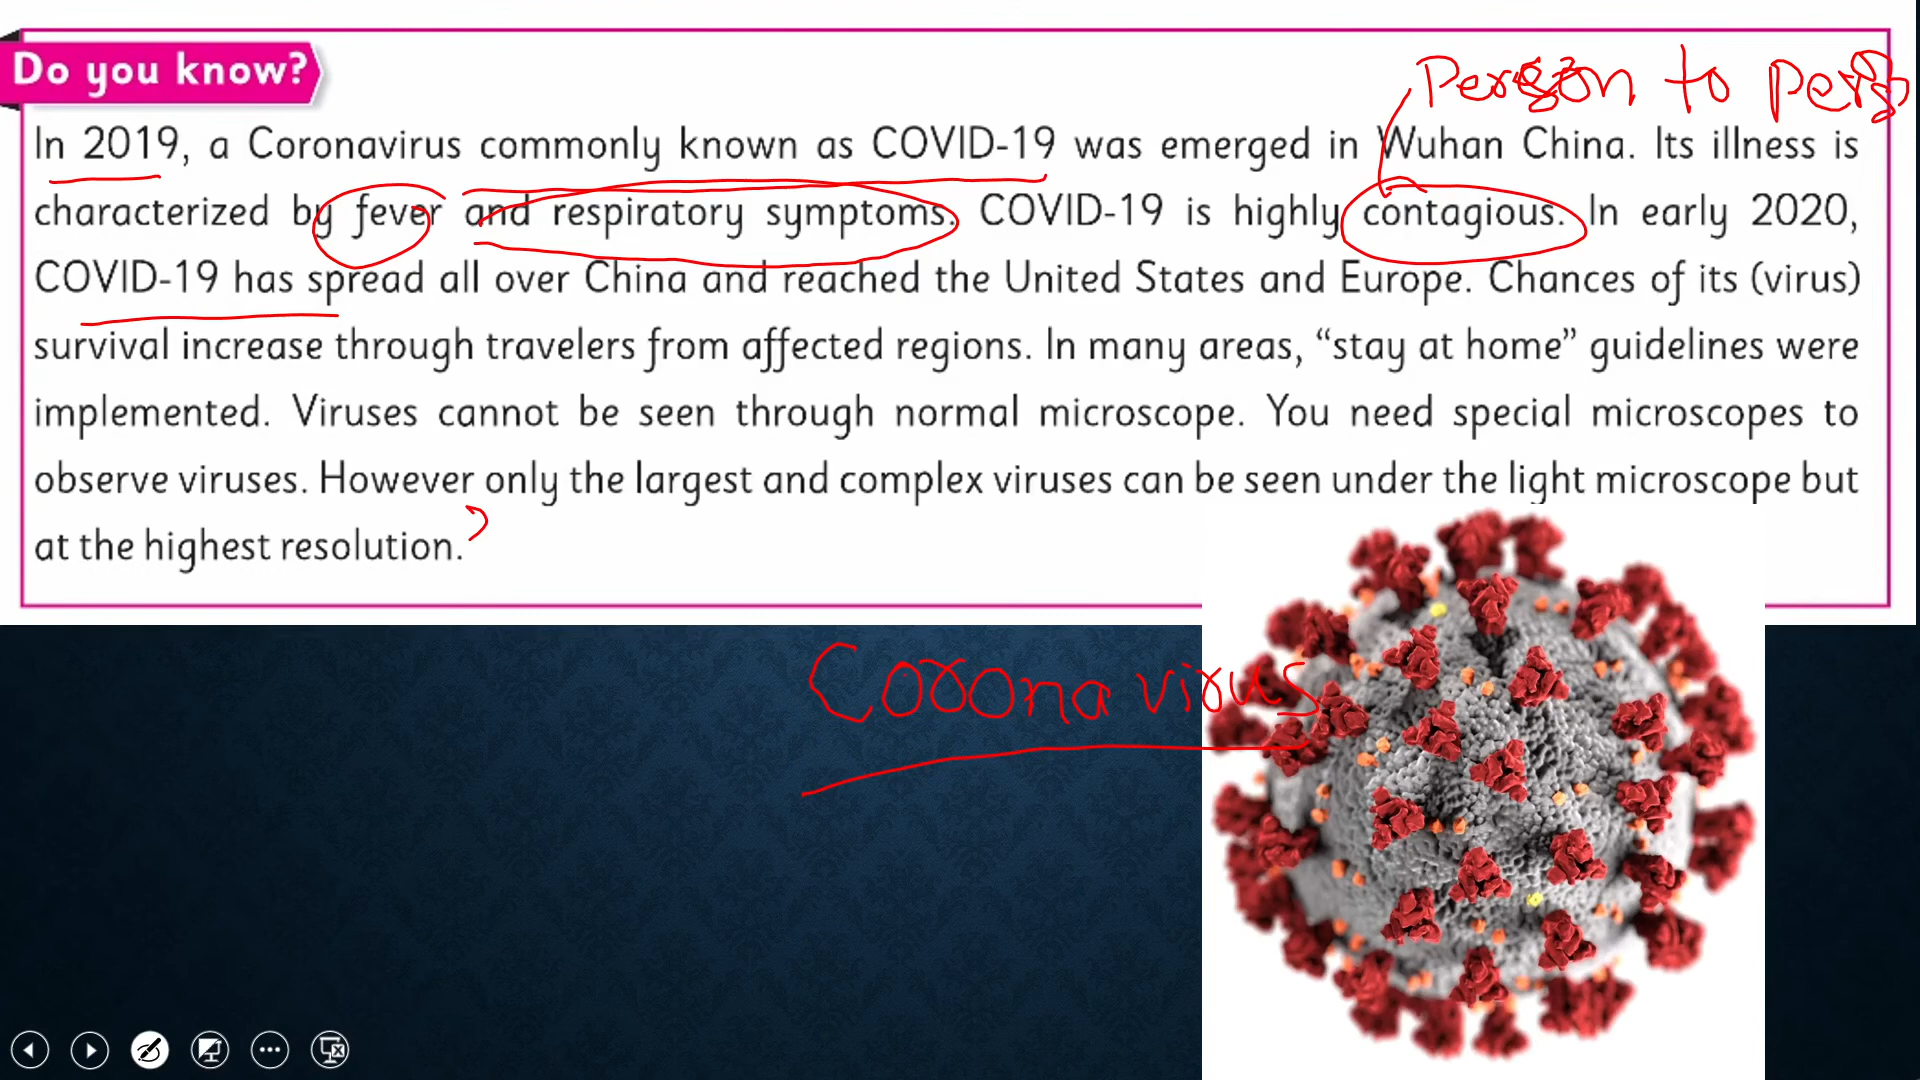 Do you know?
Person to pers
In 2019, a Coronavirus commonly known as COVID-19 was emerged in Wuhan China. Its illness is
characterized by fever and respiratory symptoms. COVID-19 is highly contagious. In early 2020,
COVID-19 has spread all over China and reached the United States and Europe. Chances of its (virus)
survival increase through travelers from affected regions. In many areas, “stay at home” guidelines were
implemented. Viruses cannot be seen through normal microscope. You need special microscopes to
observe viruses. However only the largest and complex viruses can be seen under the light microscope but
at the highest resolution.
Corona virus